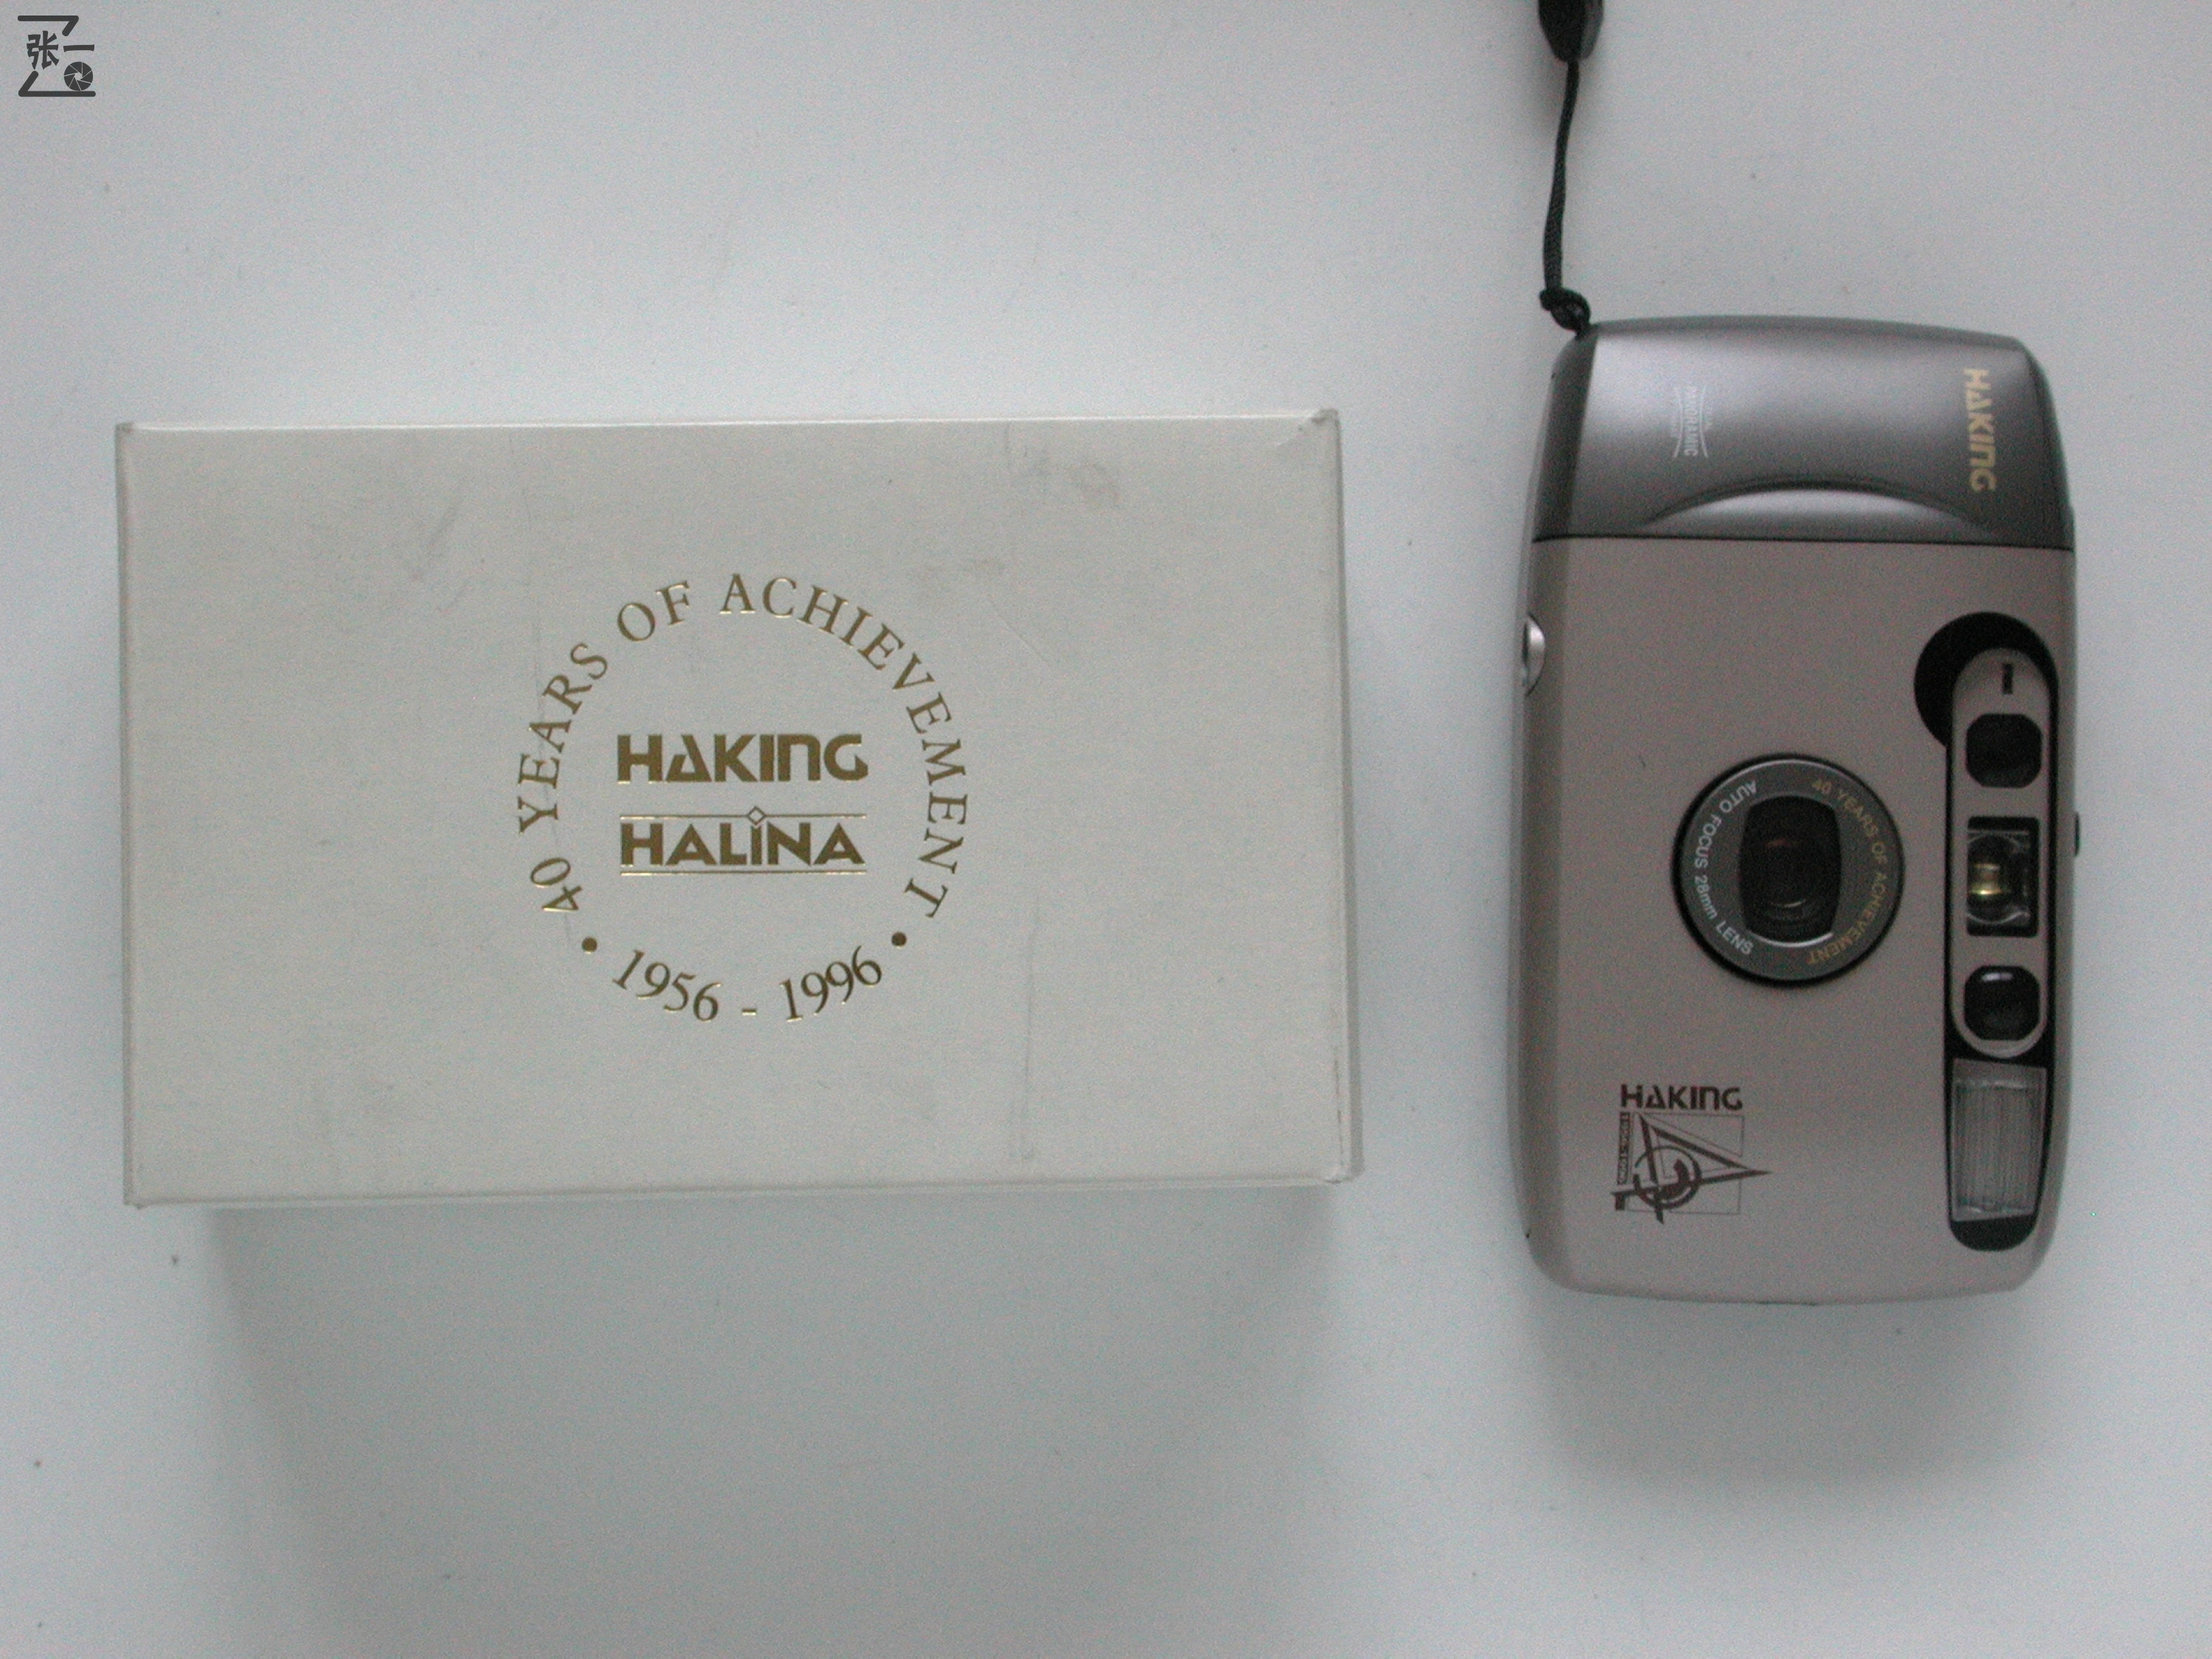 张一
40 YEARS OF ACHIEVEMENT
HAKING
HALINA
• 1956 - 1996 •
HAKING
PANORAMIC
40 YEARS OF ACHIEVEMENT
AUTO FOCUS 28mm LENS
HAKING